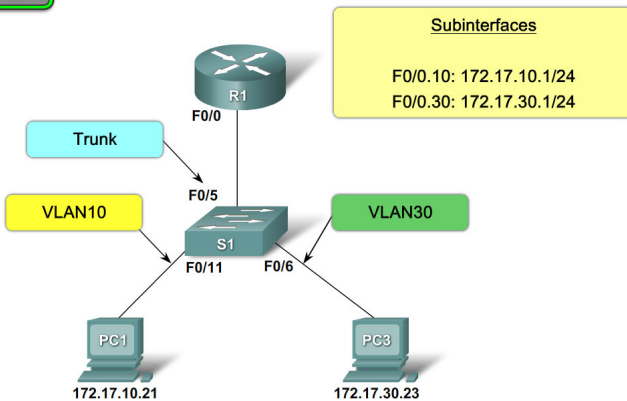 Subinterfaces
F0/0.10: 172.17.10.1/24
F0/0.30: 172.17.30.1/24
R1
F0/0
Trunk
F0/5
VLAN10
VLAN30
S1
F0/11
F0/6
PC1
PC3
172.17.10.21
172.17.30.23